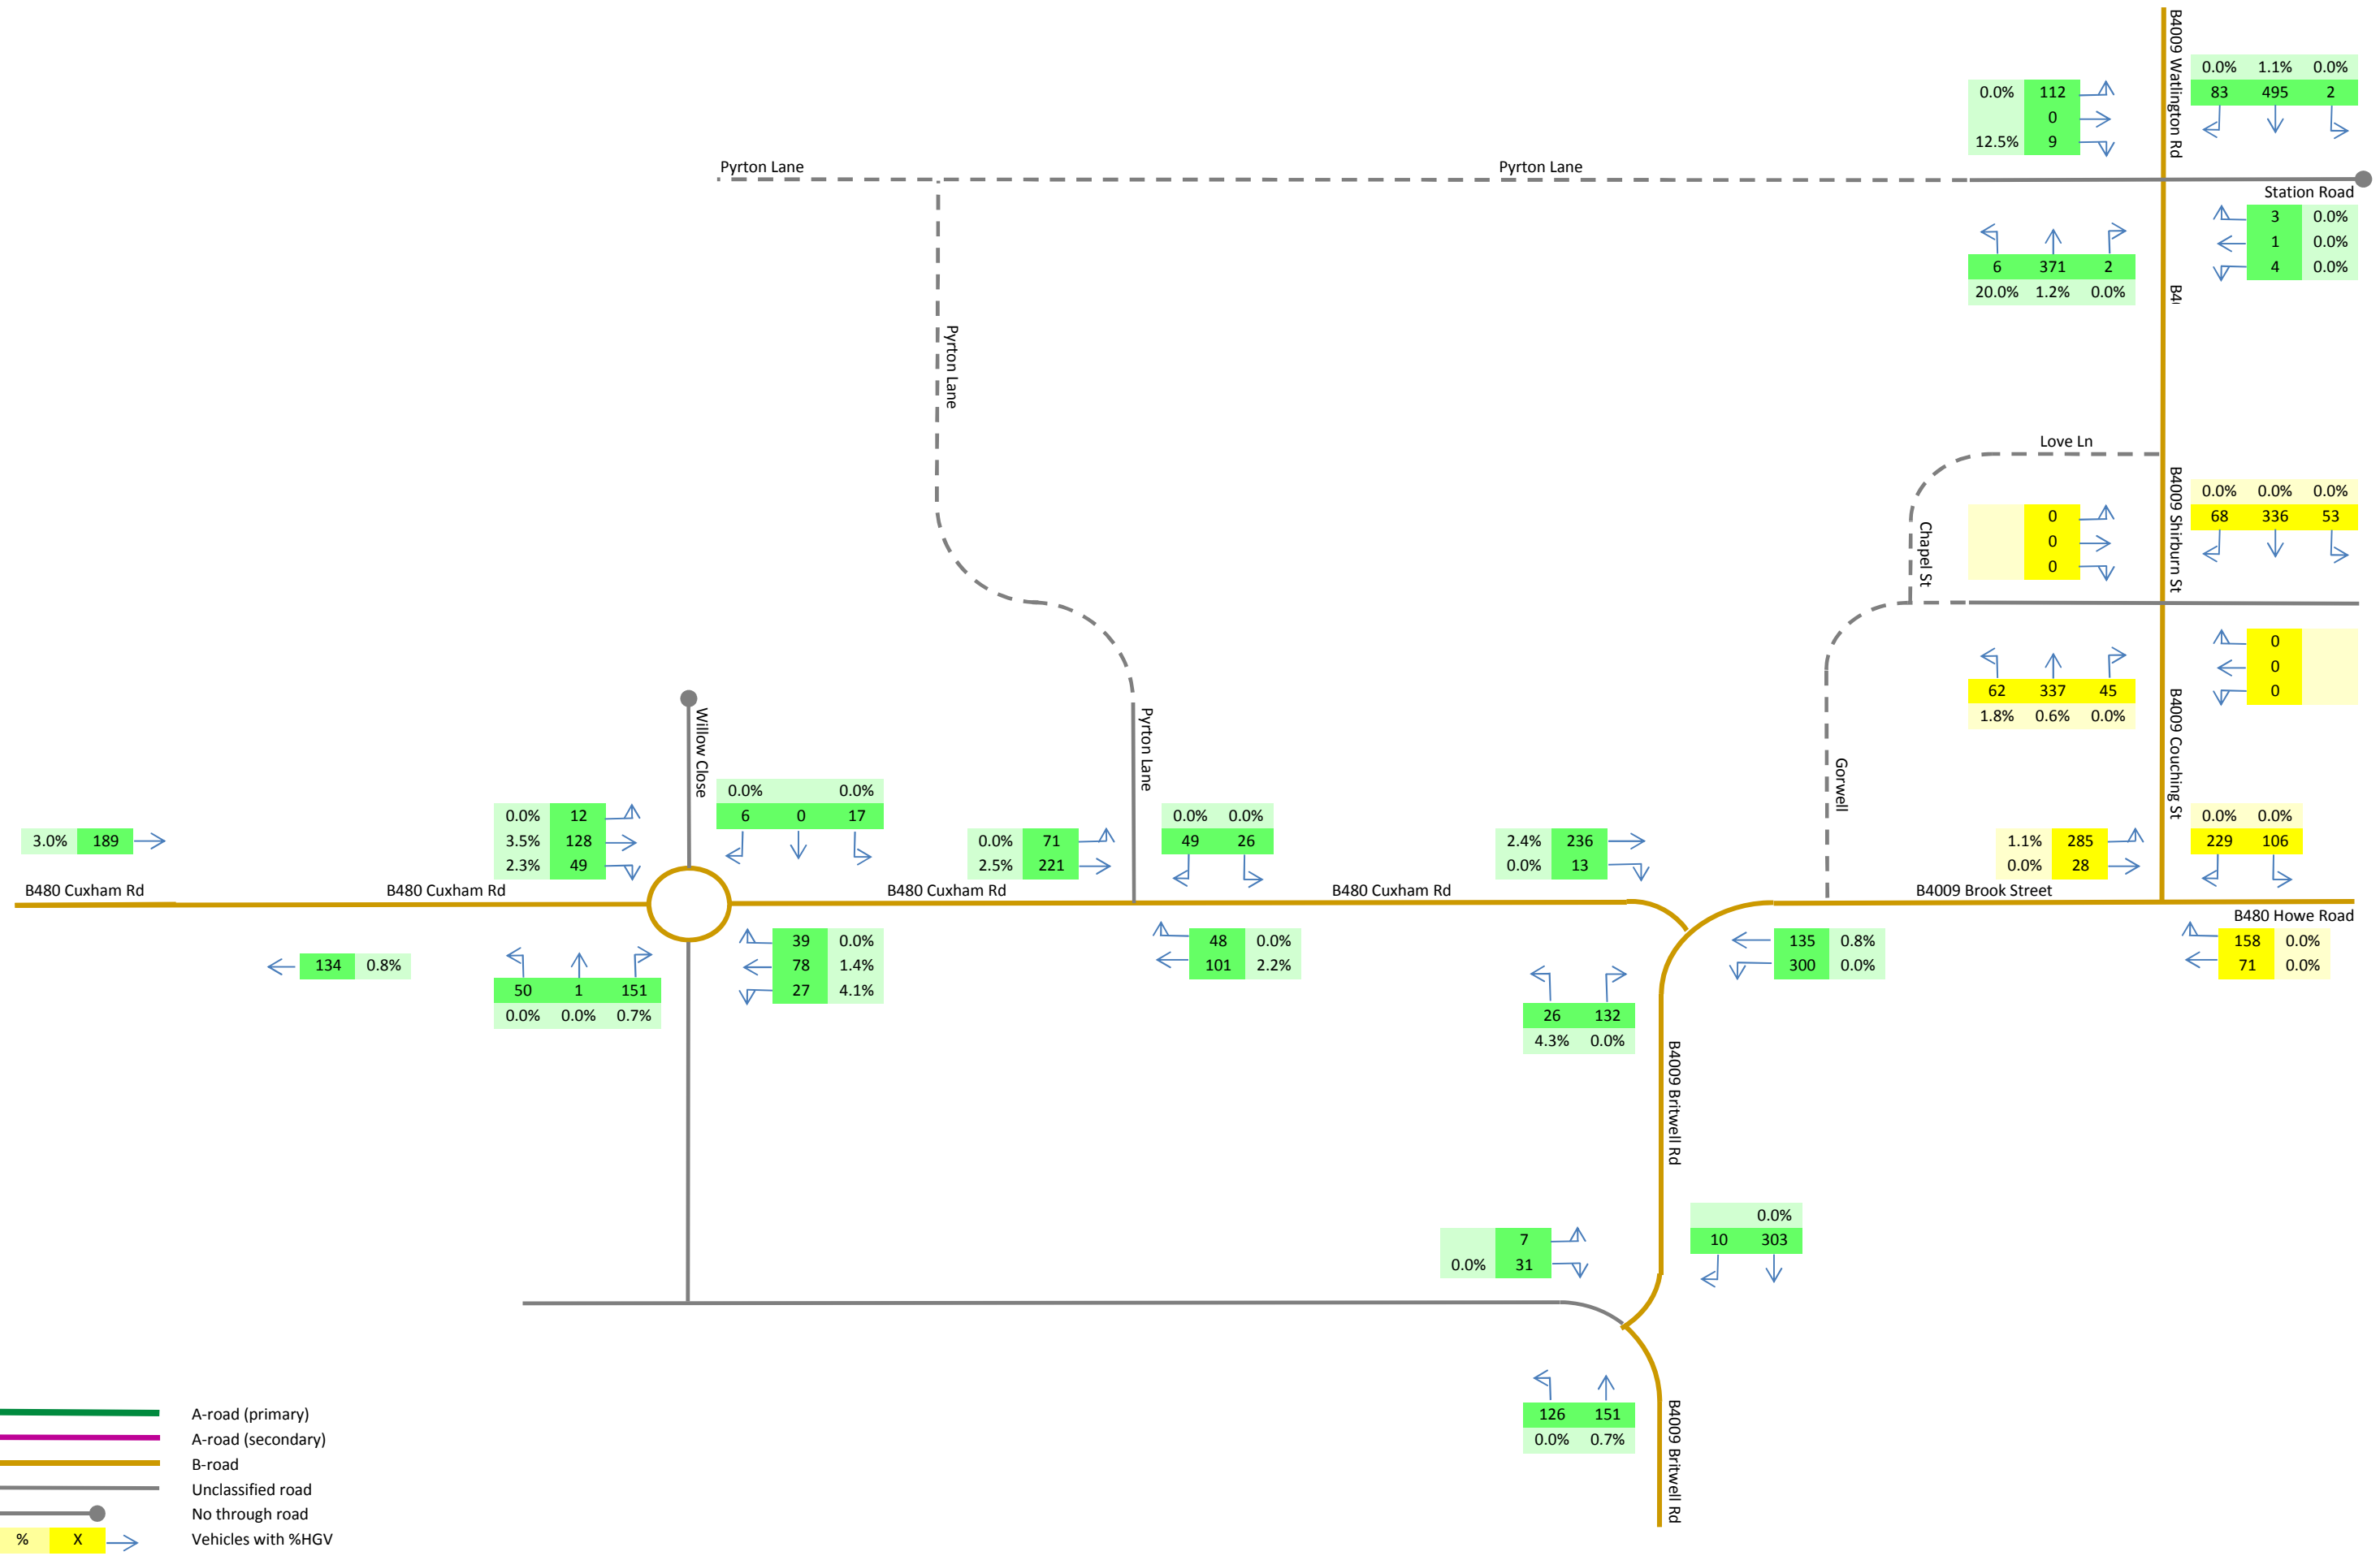 B4009 Watlington Rd
0.0% 1.1% 0.0%
83 495 2
0.0% 112
0
12.5% 9
Pyrton Lane
Pyrton Lane
Station Road
3 0.0%
1 0.0%
4 0.0%
6 371 2
20.0% 1.2% 0.0%
B4
Pyrton Lane
Love Ln
B4009 Shirburn St
0.0% 0.0% 0.0%
68 336 53
Chapel St
0
0
0
0
0
0
62 337 45
1.8% 0.6% 0.0%
B4009 Couching St
Willow Close
Pyrton Lane
Gorwell
3.0% 189
0.0% 12
3.5% 128
2.3% 49
0.0% 0.0%
6 0 17
0.0% 71
2.5% 221
0.0% 0.0%
49 26
2.4% 236
0.0% 13
1.1% 285
0.0% 28
0.0% 0.0%
229 106
B480 Cuxham Rd
B480 Cuxham Rd
B480 Cuxham Rd
B480 Cuxham Rd
B4009 Brook Street
B480 Howe Road
134 0.8%
50 1 151
0.0% 0.0% 0.7%
39 0.0%
78 1.4%
27 4.1%
48 0.0%
101 2.2%
26 132
4.3% 0.0%
135 0.8%
300 0.0%
158 0.0%
71 0.0%
B4009 Britwell Rd
7
0.0% 31
0.0%
10 303
126 151
0.0% 0.7%
B4009 Britwell Rd
A-road (primary)
A-road (secondary)
B-road
Unclassified road
No through road
% X Vehicles with %HGV